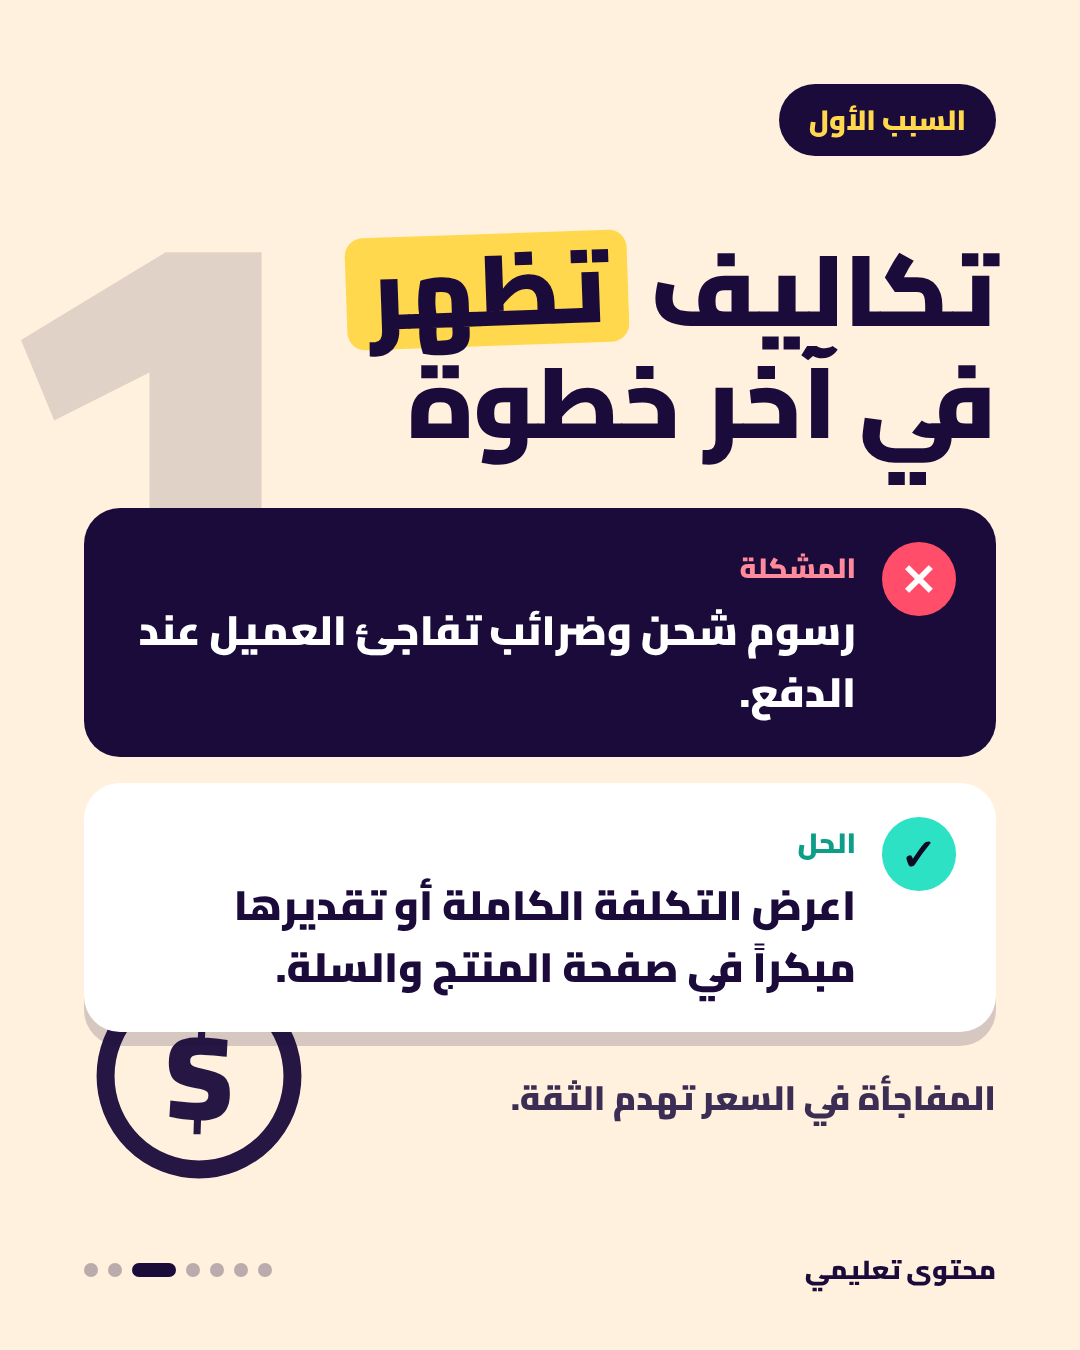 السبب الأول
تكاليف تظهر
في آخر خطوة
1
المشكلة
رسوم شحن وضرائب تفاجئ العميل عند
الدفع.
الحل
اعرض التكلفة الكاملة أو تقديرها
مبكراً في صفحة المنتج والسلة.
$
المفاجأة في السعر تهدم الثقة.
محتوى تعليمي